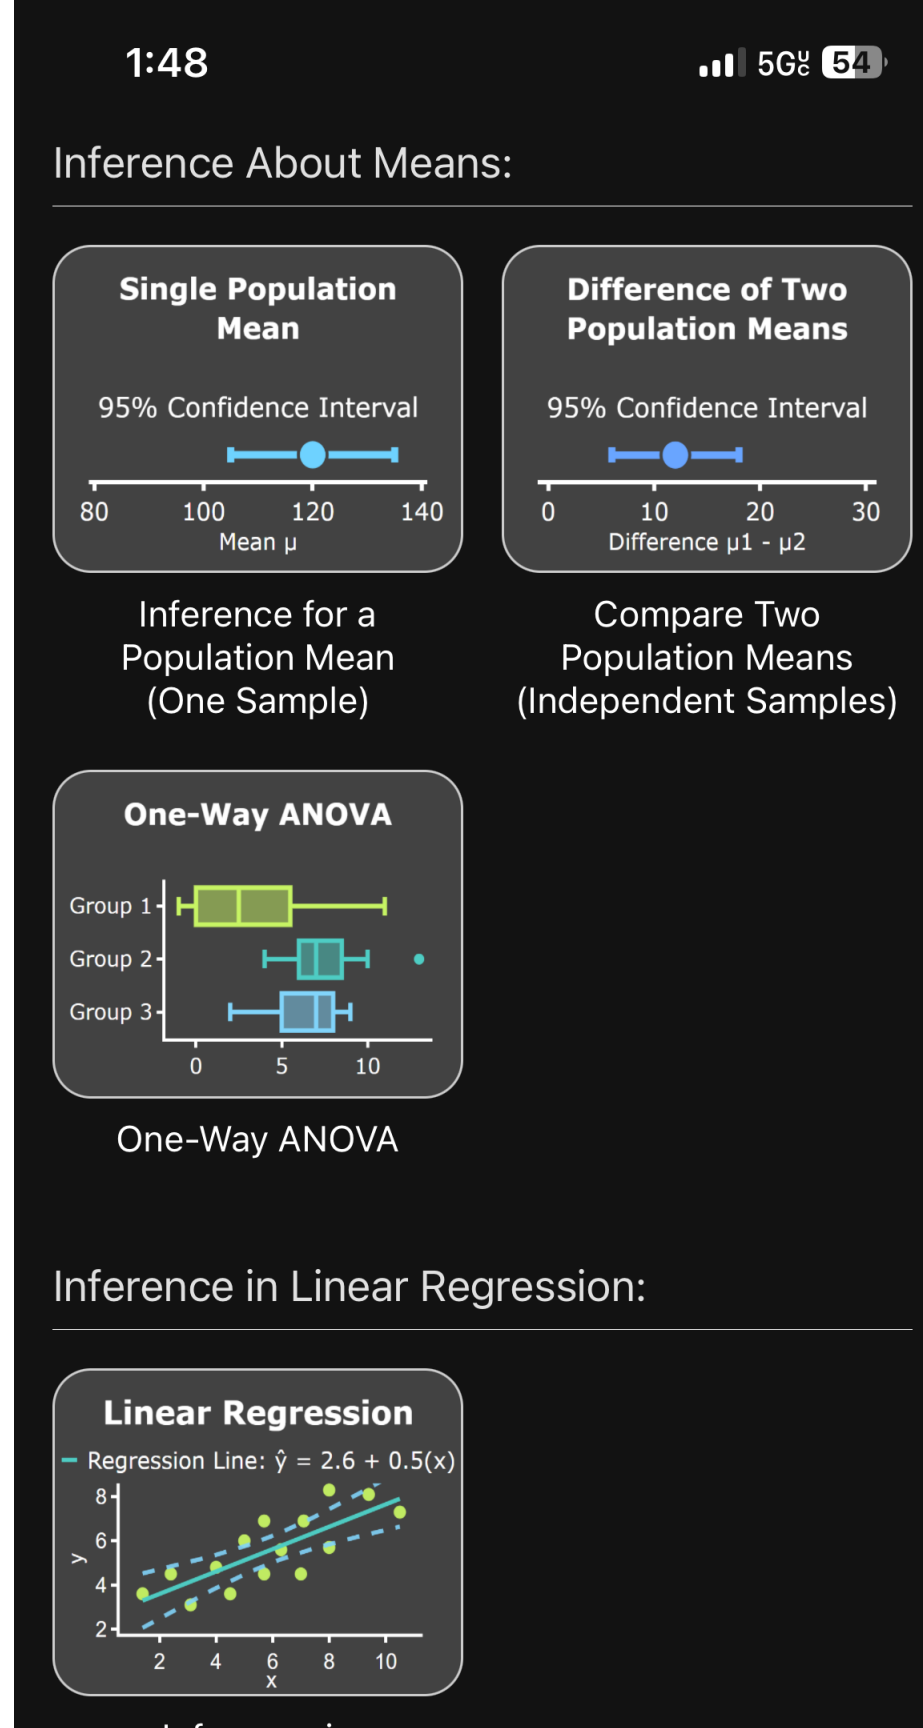 1:48
5G
54
Inference About Means:
Single Population
Mean
95% Confidence Interval
80 100 120 140
Mean μ
Difference of Two
Population Means
95% Confidence Interval
0 10 20 30
Difference μ1 - μ2
Inference for a
Population Mean
(One Sample)
Compare Two
Population Means
(Independent Samples)
One-Way ANOVA
Group 1
Group 2
Group 3
0 5 10
One-Way ANOVA
Inference in Linear Regression:
Linear Regression
Regression Line: ŷ = 2.6 + 0.5(x)
8
6
y
4
2
2 4 6 8 10
x